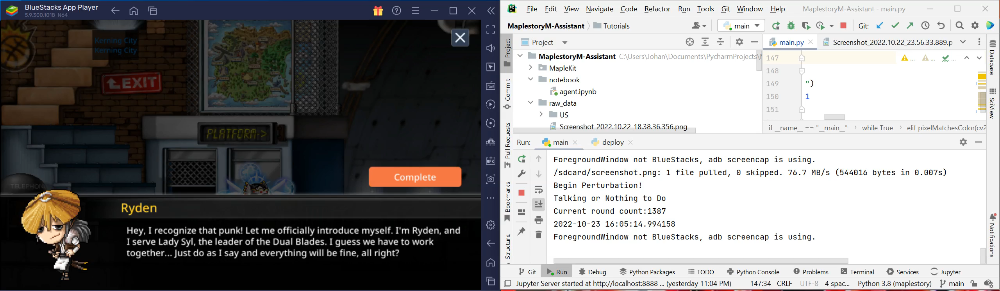 BlueStacks App Player
5.9.300.1018 N64
Kerning City
Kerning City
EXIT
PLATFORM->
TELEPHON
Complete
Ryden
Hey, I recognize that punk! Let me officially introduce myself. I'm Ryden, and
I serve Lady Syl, the leader of the Dual Blades. I guess we have to work
together... Just do as I say and everything will be fine, all right?
File Edit View Navigate Code Refactor Run Tools Git Window Help MaplestoryM-Assistant - main.py
MaplestoryM-Assistant Tutorials main Git:
Project
Commit
Pull Requests
Bookmarks
Structure
Project
MaplestoryM-Assistant C:\Users\Johan\Documents\PycharmProjects\
MapleKit
notebook
agent.ipynb
raw_data
US
Screenshot_2022.10.22_18.38.36.356.png
main.py Screenshot_2022.10.22_23.56.33.889.p
147 ... ... ...
148
149 ")
150 1
151
if __name__ == "__main__" while True elif pixelMatchesColor(cv2
Database
SciView
Notifications
Run: main deploy
ForegroundWindow not BlueStacks, adb screencap is using.
/sdcard/screenshot.png: 1 file pulled, 0 skipped. 76.7 MB/s (544016 bytes in 0.007s)
Begin Perturbation!
Talking or Nothing to Do
Current round count:1387
2022-10-23 16:05:14.994158
ForegroundWindow not BlueStacks, adb screencap is using.
Git Run Debug Python Packages TODO Python Console Problems Terminal Services Jupyter
Jupyter Server started at http://localhost:8888 ... (yesterday 11:04 PM) 147:34 CRLF UTF-8 4 spac... Python 3.8 (maplestory) main